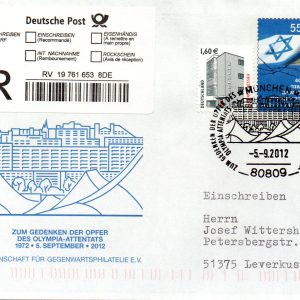 Deutsche Post
EINSCHREIBEN
(Recommandé)
EIGENHÄNDIG
(A remettre en
main propre)
INT. NACHNAHME
(Remboursement)
RÜCKSCHEIN
(Avis de réception)
R
RV 19 761 653 8DE
1,60 €
DEUTSCHLAND
55
MÜNCHEN
5.-9.2012
80809
ZUM GEDENKEN DER OPFER
DES OLYMPIA-ATTENTATS
1972 • 5. SEPTEMBER • 2012
NSCHAFT FÜR GEGENWARTSPHILATELIE E.V.
Einschreiben
Herrn
Josef Wittersh
Petersbergstr.
51375 Leverkus